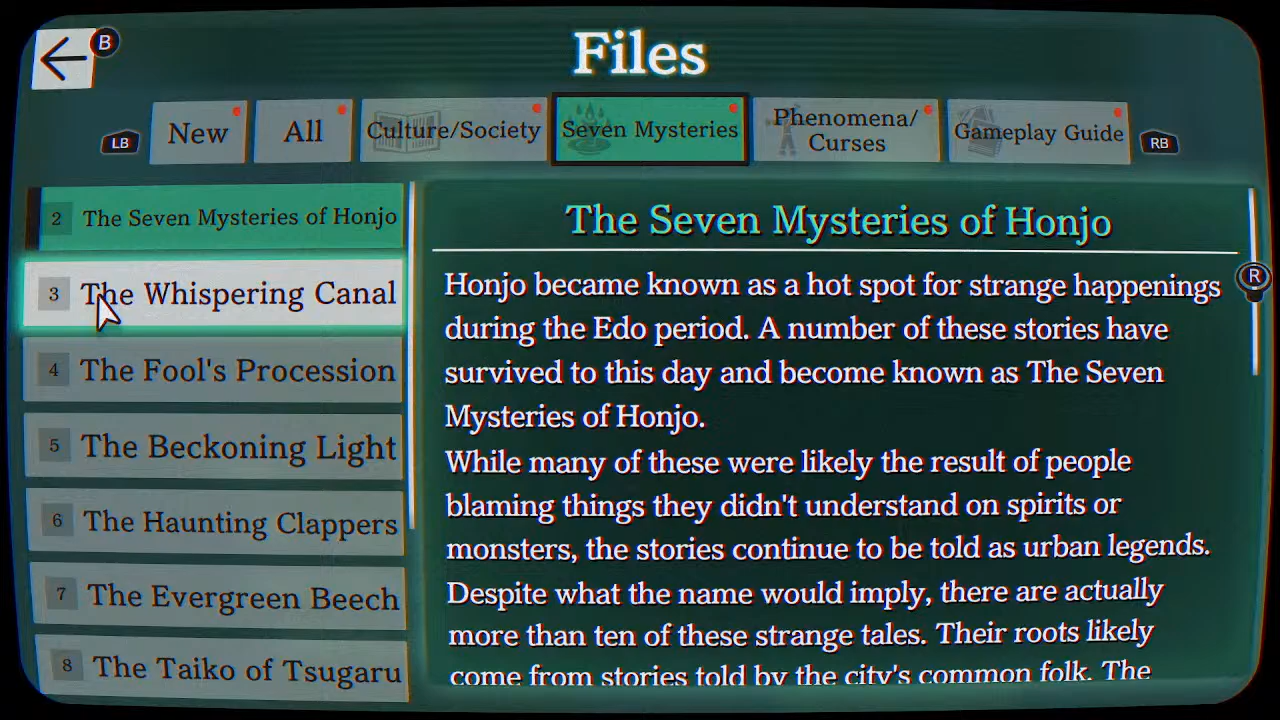 B
Files
LB
New
All
Culture/Society
Seven Mysteries
Phenomena/
Curses
Gameplay Guide
RB
2 The Seven Mysteries of Honjo
3 The Whispering Canal
4 The Fool's Procession
5 The Beckoning Light
6 The Haunting Clappers
7 The Evergreen Beech
8 The Taiko of Tsugaru
The Seven Mysteries of Honjo
R
Honjo became known as a hot spot for strange happenings
during the Edo period. A number of these stories have
survived to this day and become known as The Seven
Mysteries of Honjo.
While many of these were likely the result of people
blaming things they didn't understand on spirits or
monsters, the stories continue to be told as urban legends.
Despite what the name would imply, there are actually
more than ten of these strange tales. Their roots likely
come from stories told by the city's common folk. The